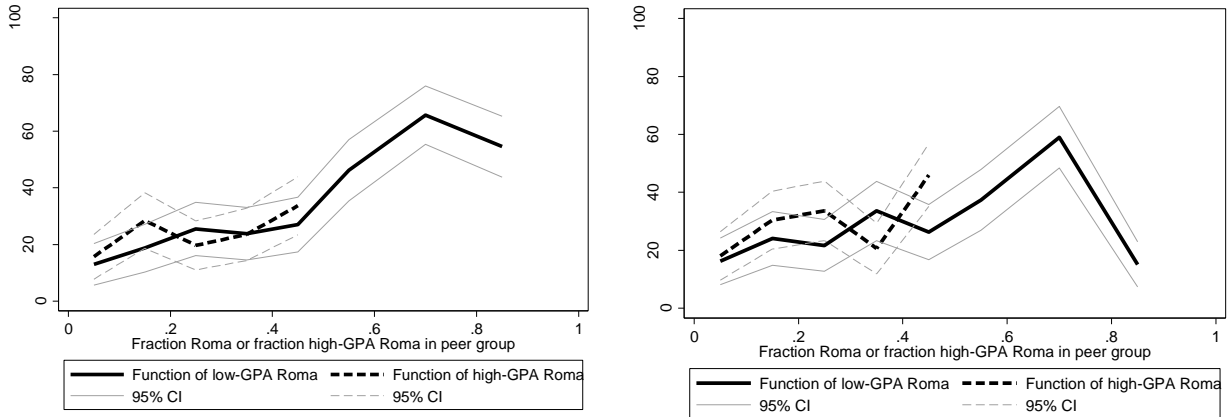 100
80
60
40
20
0
0 .2 .4 .6 .8 1
Fraction Roma or fraction high-GPA Roma in peer group
Function of low-GPA Roma Function of high-GPA Roma
95% CI 95% CI
100
80
60
40
20
0
0 .2 .4 .6 .8 1
Fraction Roma or fraction high-GPA Roma in peer group
Function of low-GPA Roma Function of high-GPA Roma
95% CI 95% CI